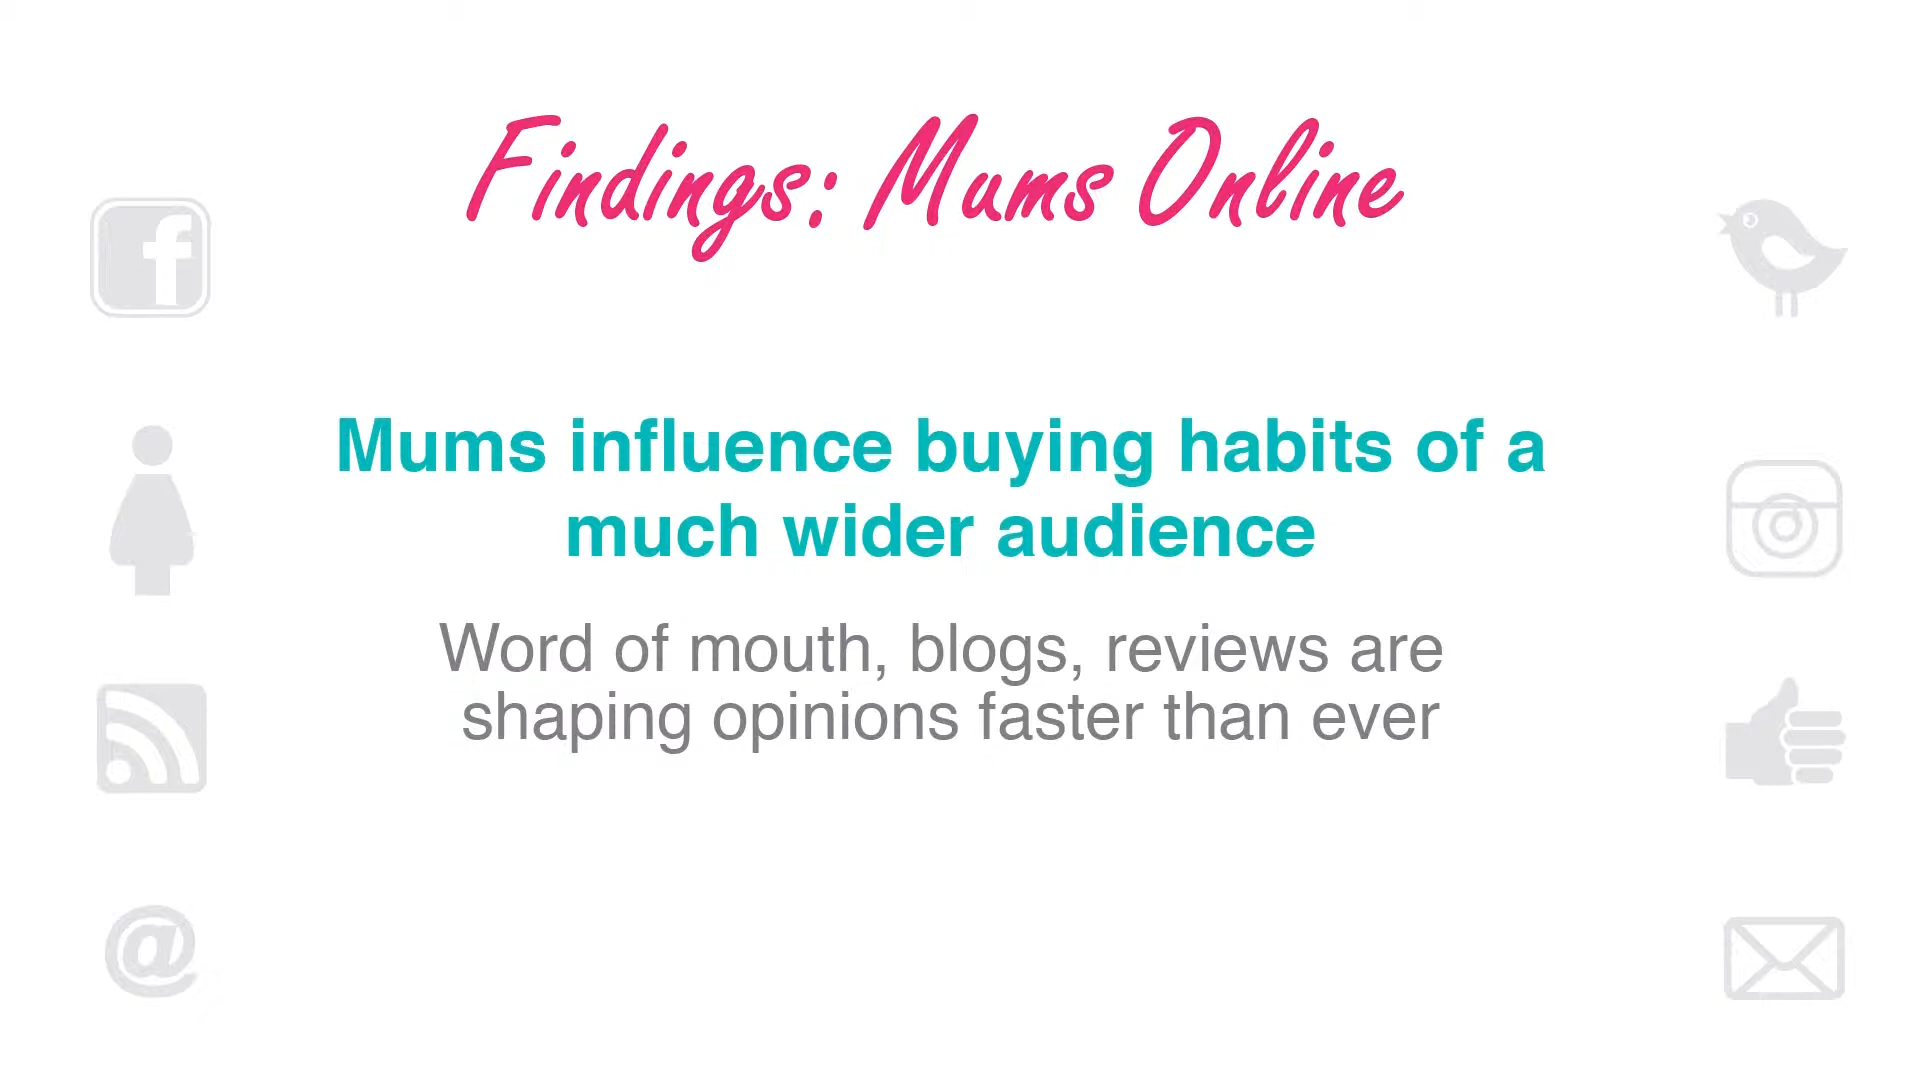 Findings: Mums Online
Mums influence buying habits of a
much wider audience
Word of mouth, blogs, reviews are
shaping opinions faster than ever